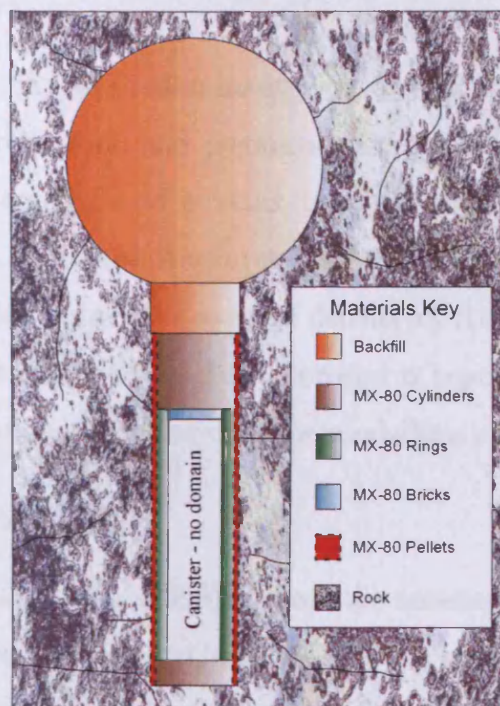 Materials Key
Backfill
MX-80 Cylinders
MX-80 Rings
MX-80 Bricks
MX-80 Pellets
Rock
Canister - no domain